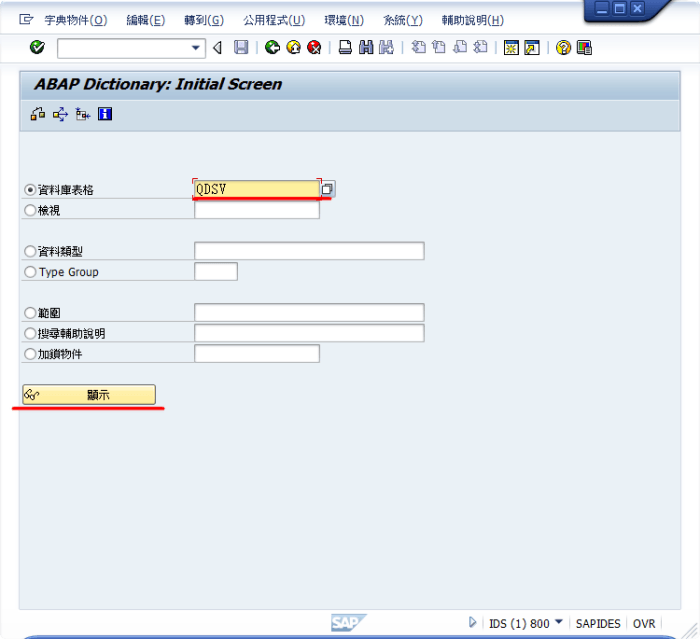 字典物件(O) 編輯(E) 轉到(G) 公用程式(U) 環境(N) 系統(Y) 輔助說明(H)
ABAP Dictionary: Initial Screen
資料庫表格 QDSV
檢視
資料類型
Type Group
範圍
搜尋輔助說明
加鎖物件
顯示
SAP IDS (1) 800 SAPIDES OVR